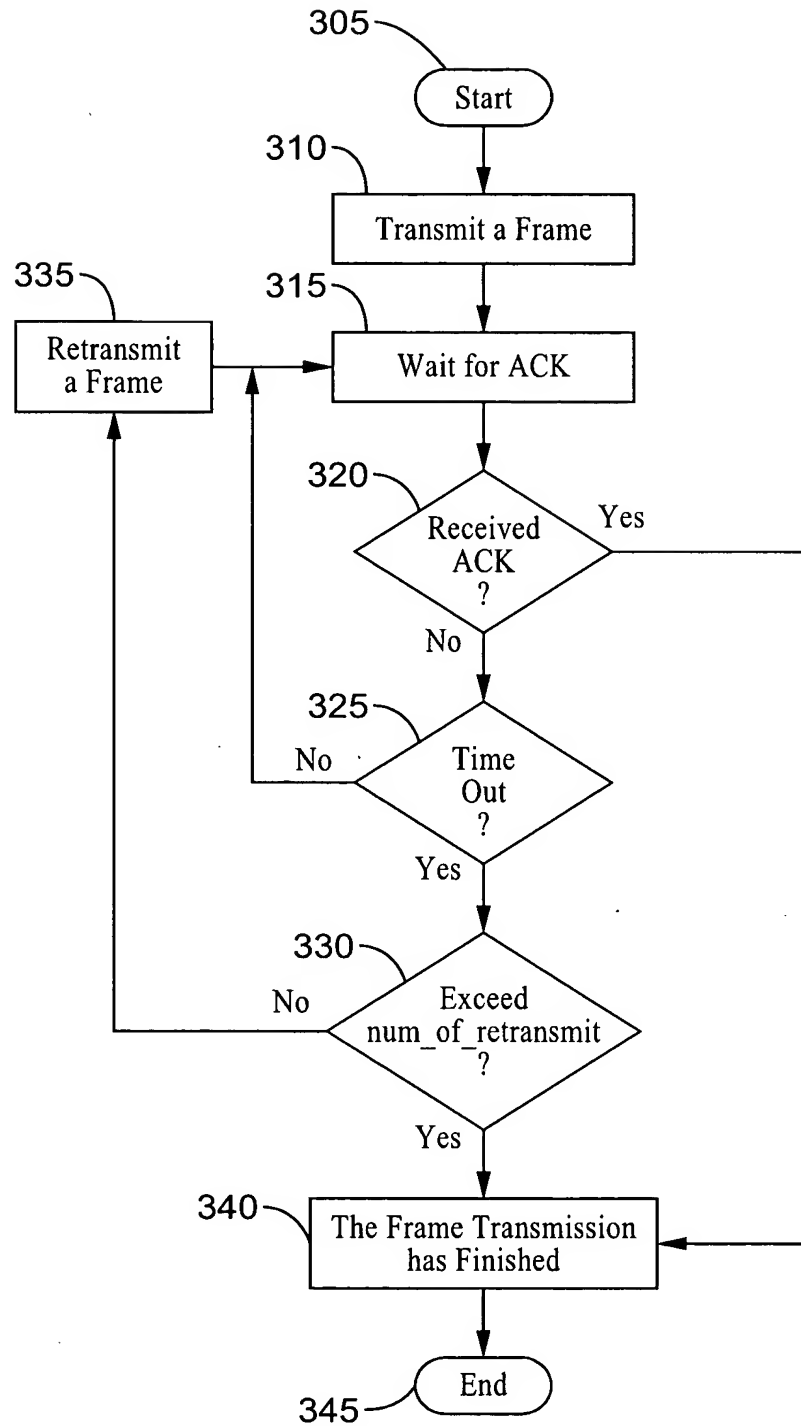 305
Start
310
Transmit a Frame
335
315
Retransmit
a Frame
Wait for ACK
320
Received
ACK
?
Yes
No
325
Time
Out
?
No
Yes
330
Exceed
num_of_retransmit
?
No
Yes
340
The Frame Transmission
has Finished
End
345